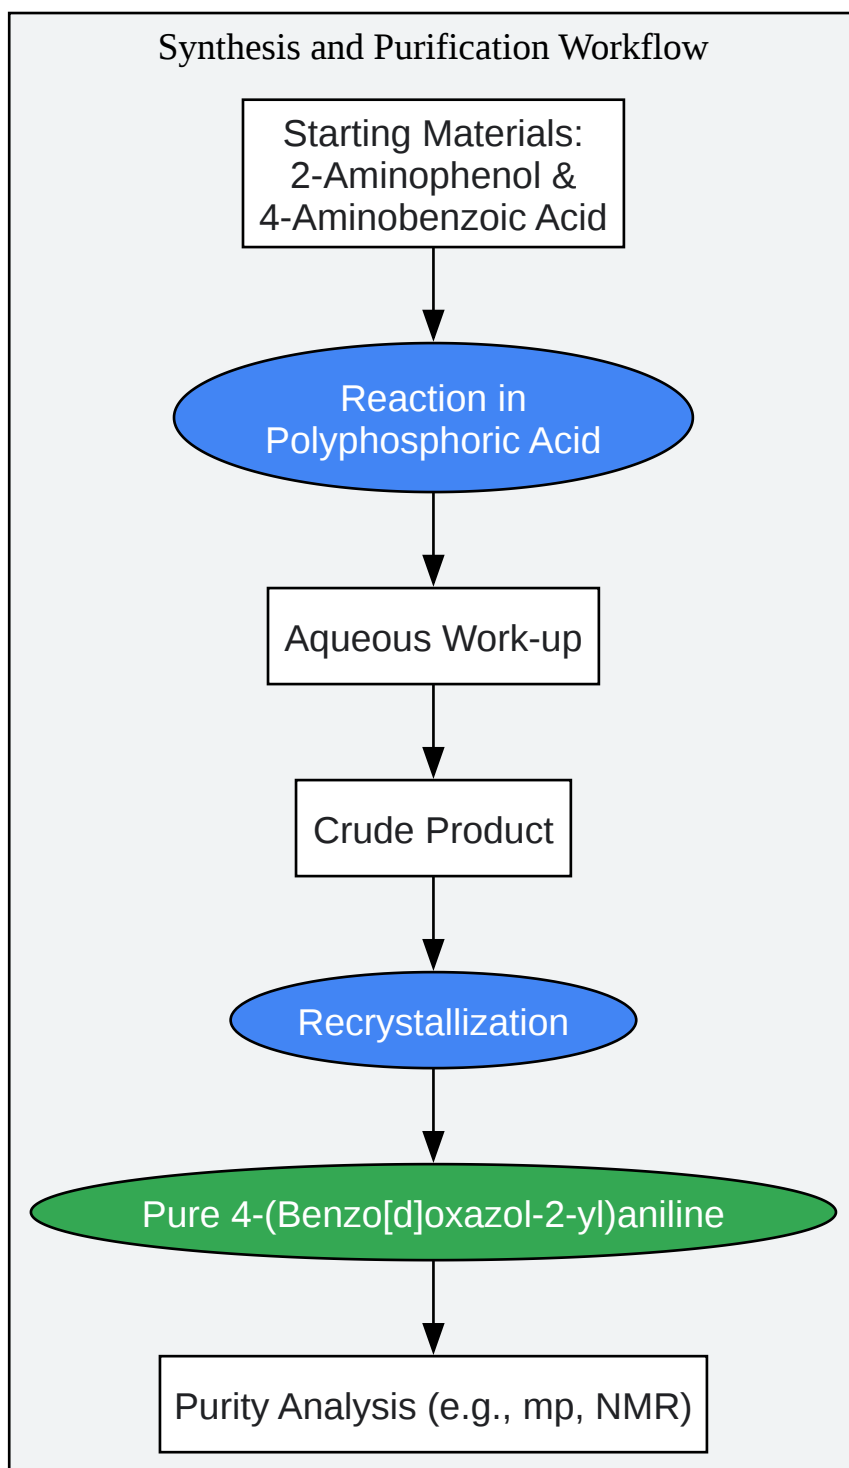 Synthesis and Purification Workflow
Starting Materials:
2-Aminophenol &
4-Aminobenzoic Acid
Reaction in
Polyphosphoric Acid
Aqueous Work-up
Crude Product
Recrystallization
Pure 4-(Benzo[d]oxazol-2-yl)aniline
Purity Analysis (e.g., mp, NMR)